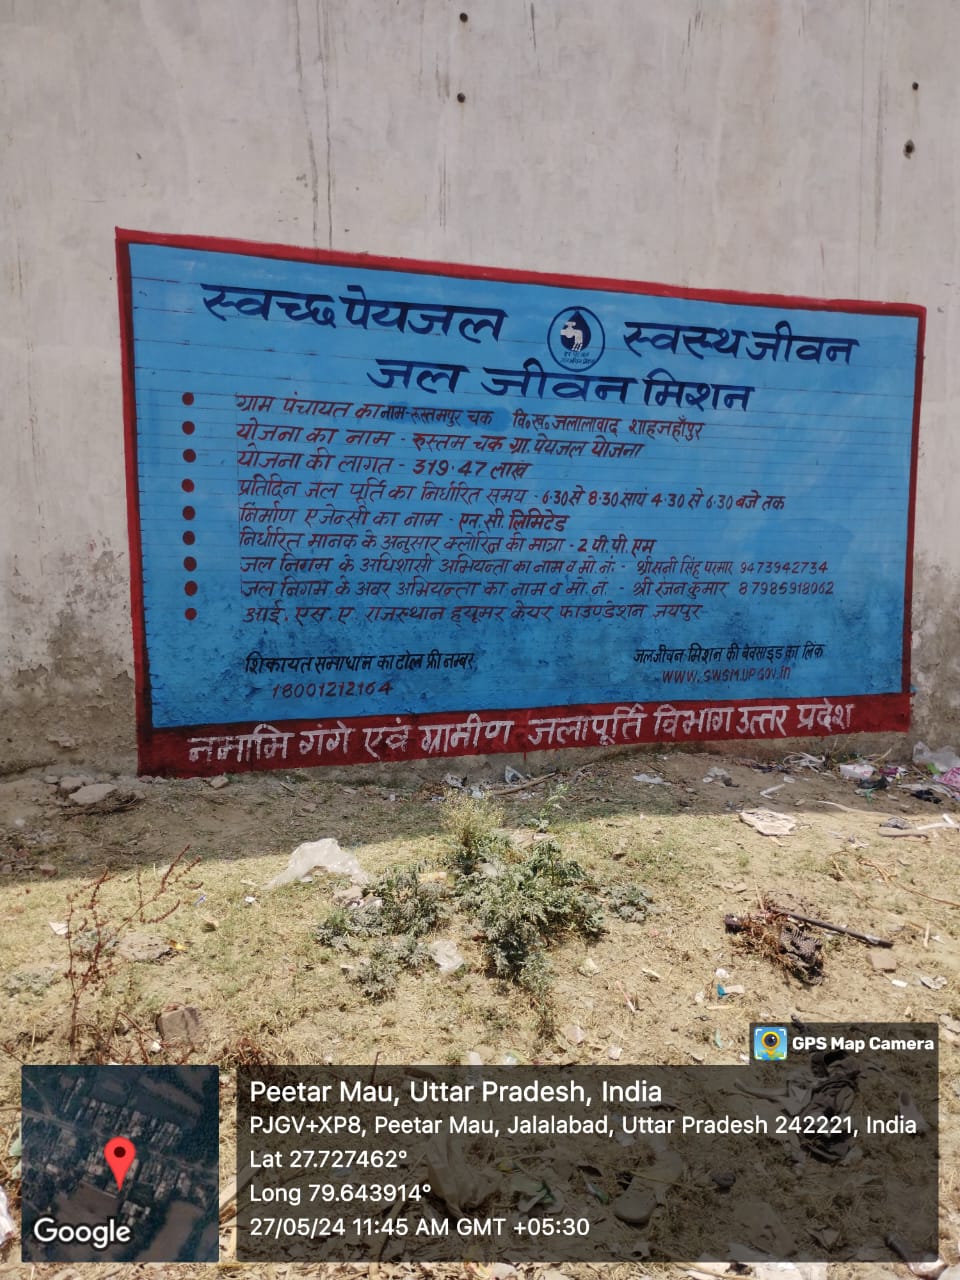 स्वच्छ पेयजल स्वस्थ जीवन
जल जीवन मिशन
ग्राम पंचायत का नाम - रुस्तमपुर चक वि॰ख॰ जलालावाद शाहजहाँपुर
योजना का नाम - रुस्तम चक ग्रा. पेयजल योजना
योजना की लागत - 319.47 लाख
प्रतिदिन जल पूर्ति का निर्धारित समय - 6.30 से 8.30 सायं 4.30 से 6.30 बजे तक
निर्माण एजेन्सी का नाम - एन.सी. लिमिटेड
निर्धारित मानक के अनुसार क्लोरिन की मात्रा - 2 पी.पी.एम
जल निगम के अधिशासी अभियन्ता का नाम व मो.नं. - श्री सनी सिंह परमार 9473942734
जल निगम के अवर अभियन्ता का नाम व मो.नं. - श्री रंजन कुमार 87985918062
आई.एस.ए. राजस्थान ह्यूमर केयर फाउण्डेशन जयपुर
शिकायत समाधान का टोल फ्री नम्बर,
18001212164
जलजीवन मिशन की बेवसाइड का लिंक
www.swsm.upgov.in
नमामि गंगे एवं ग्रामीण जलापूर्ति विभाग उत्तर प्रदेश
GPS Map Camera
Peetar Mau, Uttar Pradesh, India
PJGV+XP8, Peetar Mau, Jalalabad, Uttar Pradesh 242221, India
Lat 27.727462°
Long 79.643914°
27/05/24 11:45 AM GMT +05:30
Google